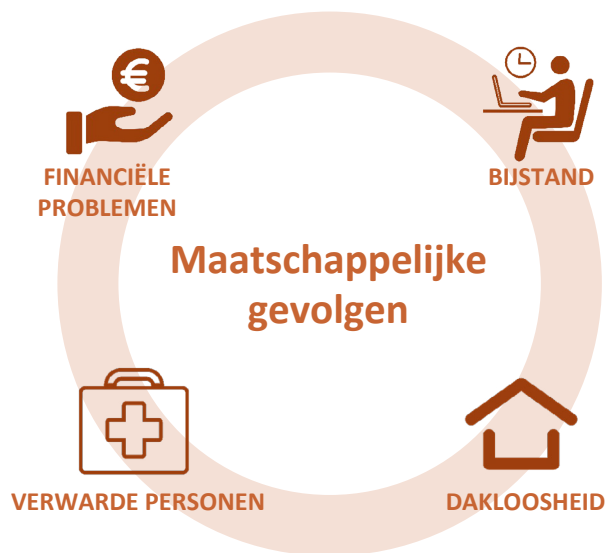 FINANCIËLE
PROBLEMEN
BIJSTAND
Maatschappelijke
gevolgen
VERWARDE PERSONEN
DAKLOOSHEID